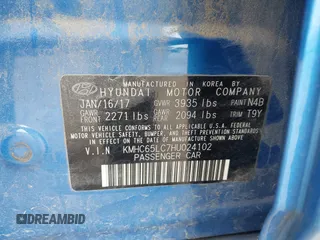 MANUFACTURED IN KOREA BY
HYUNDAI MOTOR COMPANY
JAN/16/17 GVWR 3935 lbs PAINT N4B
GAWR FRONT 2271 lbs GAWR REAR 2094 lbs TRIM T9Y
THIS VEHICLE CONFORMS TO ALL APPLICABLE U.S. FEDERAL MOTOR VEHICLE SAFETY, BUMPER, AND THEFT PREVENTION STANDARDS IN EFFECT ON THE DATE OF MANUFACTURE SHOWN ABOVE.
V.I.N KMHC65LC7HU024102
PASSENGER CAR
DREAMBID